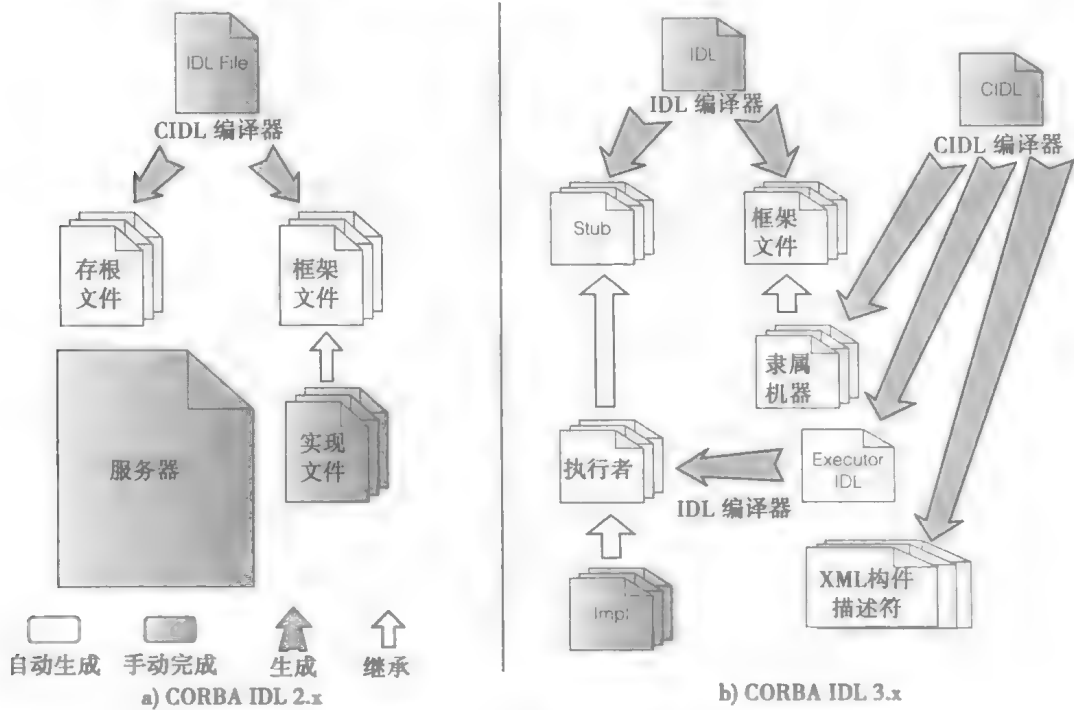 IDL File
CIDL 编译器
存根
文件
框架
文件
服务器
实现
文件
自动生成
手动完成
生成
继承
a) CORBA IDL 2.x
IDL
IDL 编译器
CIDL
CIDL 编译器
Stub
框架
文件
隶属
机器
执行者
Executor
IDL
IDL 编译器
Impl
XML构件
描述符
b) CORBA IDL 3.x